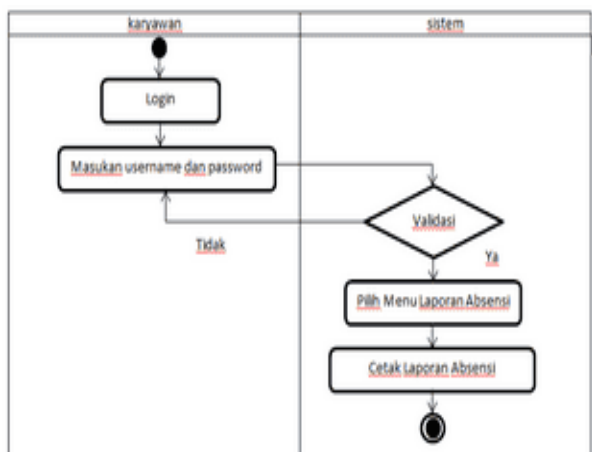 karyawan
sistem
Login
Masukan username dan password
Validasi
Tidak
Ya
Pilih Menu Laporan Absensi
Cetak Laporan Absensi